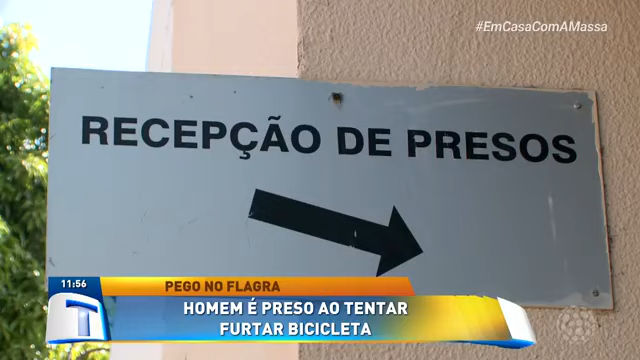 #EmCasaComAMassa
RECEPÇÃO DE PRESOS
11:56
PEGO NO FLAGRA
T
HOMEM É PRESO AO TENTAR
FURTAR BICICLETA